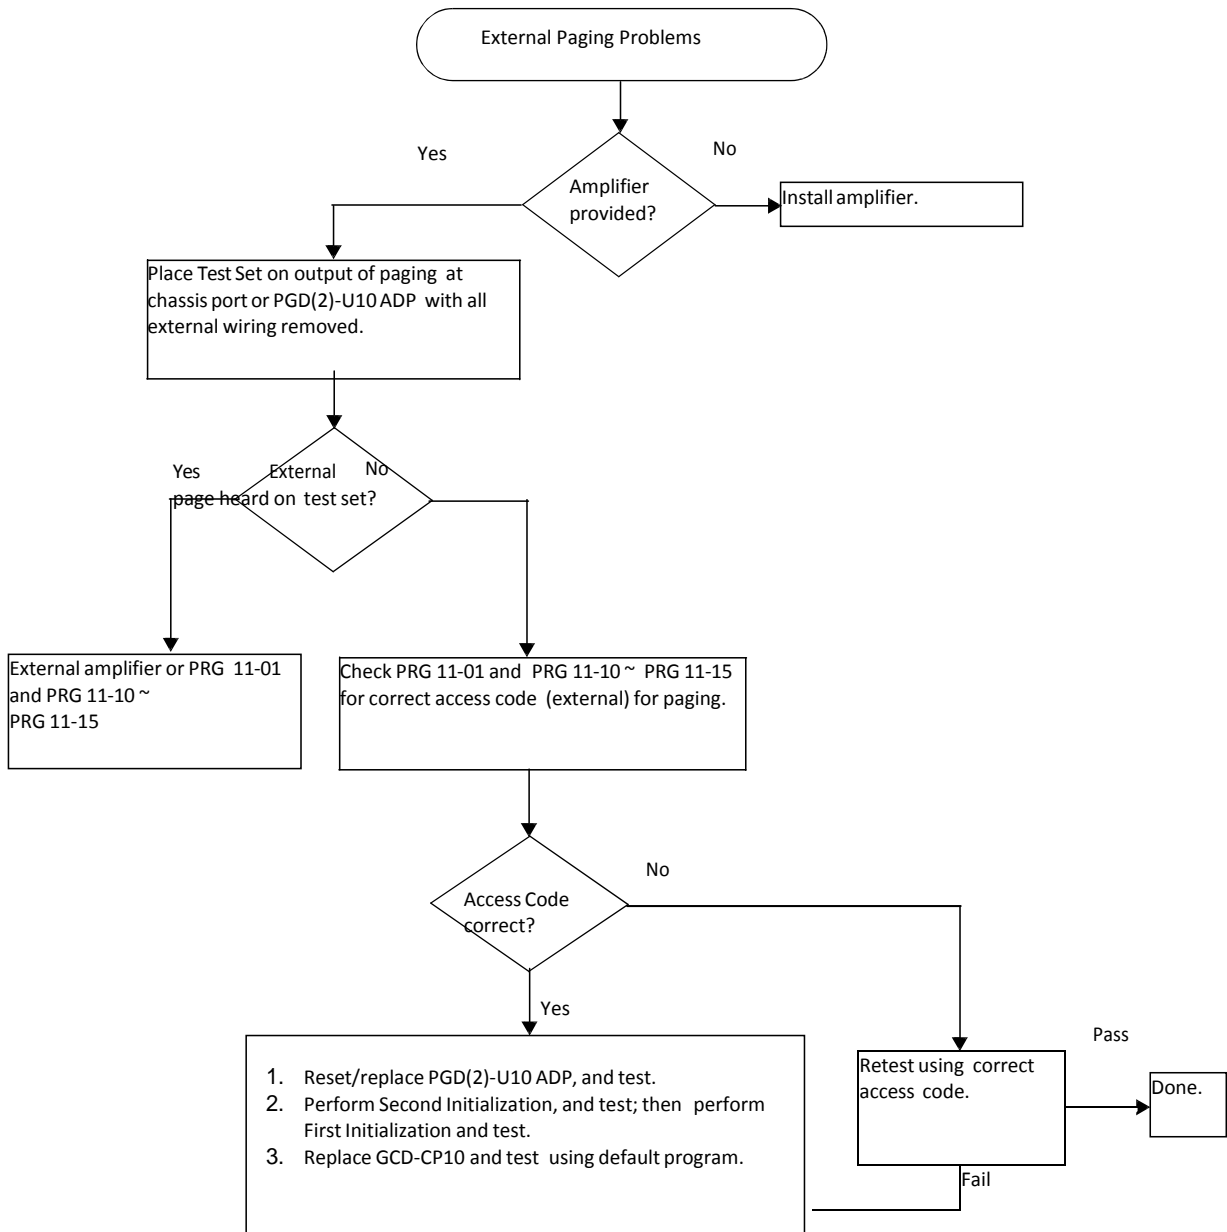 External Paging Problems
Yes
No
Amplifier
provided?
Install amplifier.
Place Test Set on output of paging at
chassis port or PGD(2)-U10 ADP with all
external wiring removed.
Yes
No
External
page heard on test set?
External amplifier or PRG 11-01
and PRG 11-10 ~
PRG 11-15
Check PRG 11-01 and PRG 11-10 ~ PRG 11-15
for correct access code (external) for paging.
Access Code
correct?
No
Yes
1. Reset/replace PGD(2)-U10 ADP, and test.
2. Perform Second Initialization, and test; then perform
First Initialization and test.
3. Replace GCD-CP10 and test using default program.
Retest using correct
access code.
Pass
Done.
Fail